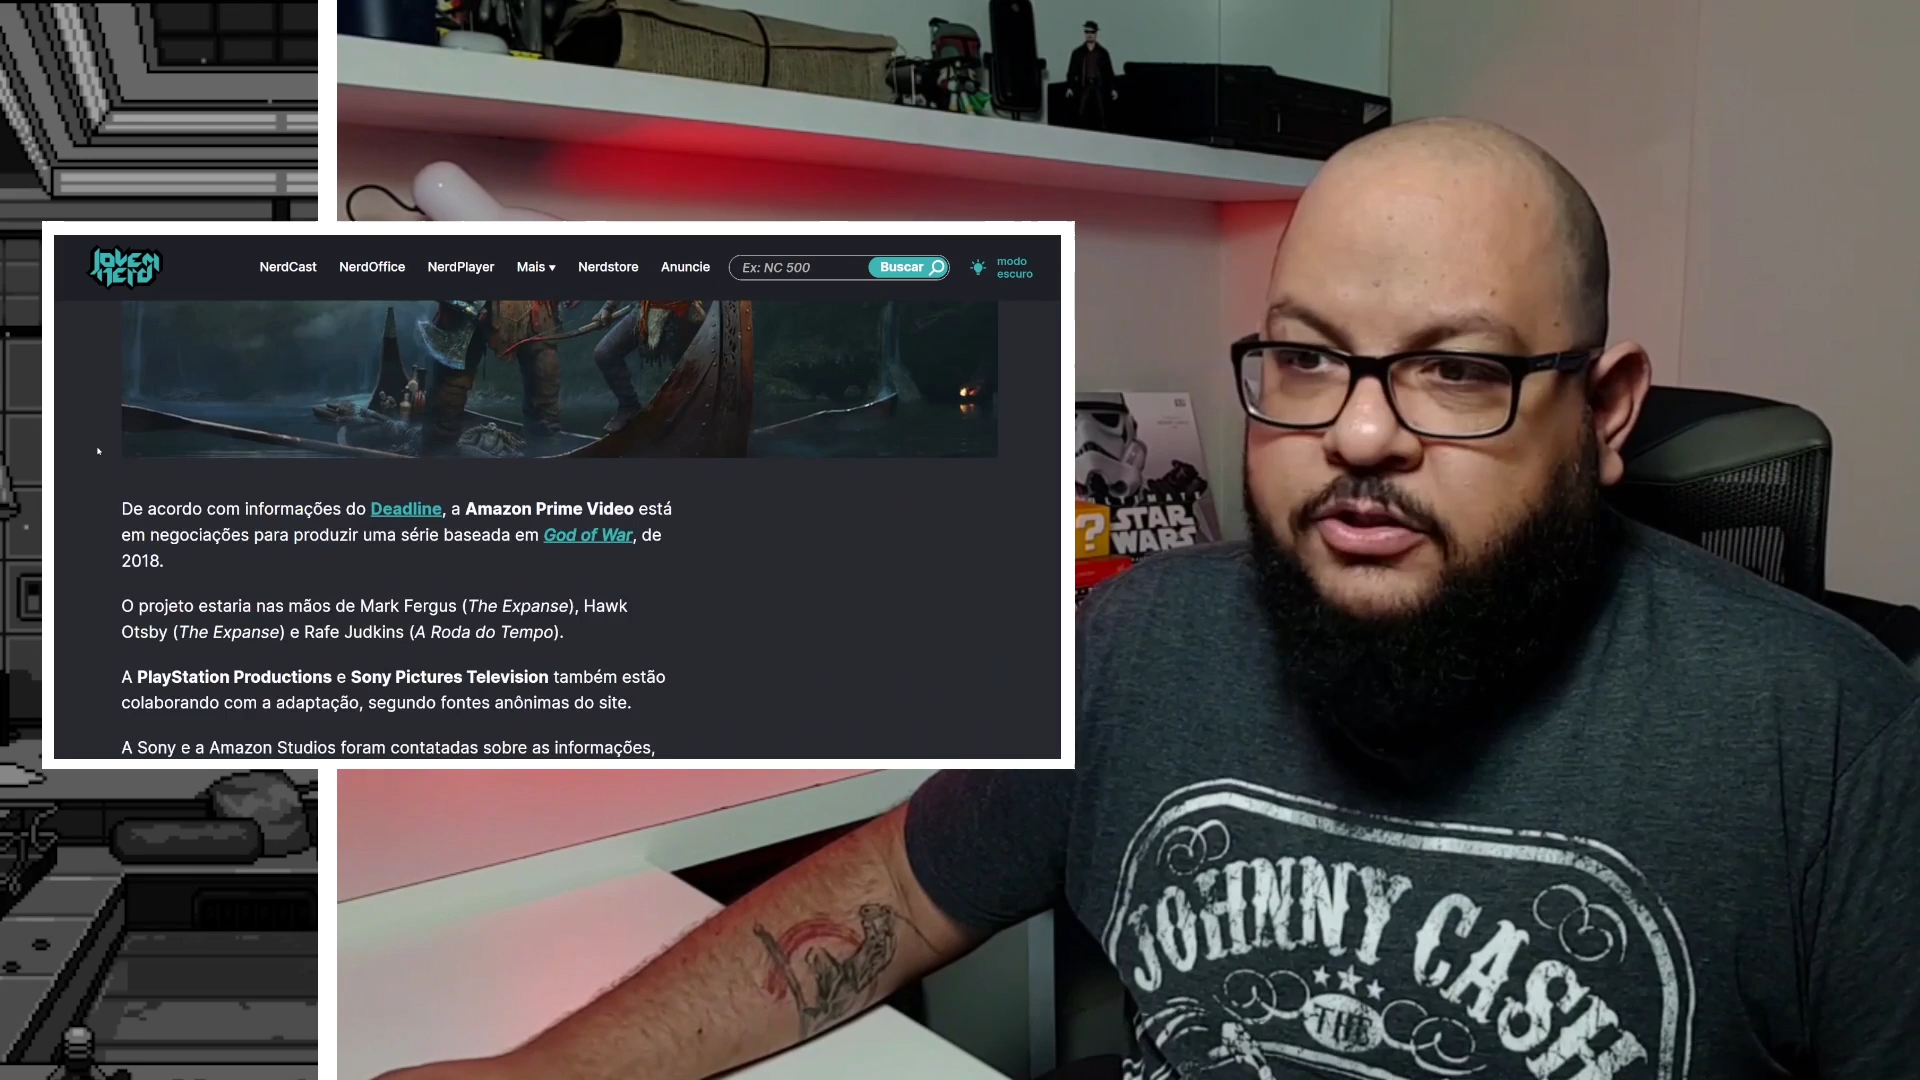 JOVEM
NERD
NerdCast NerdOffice NerdPlayer Mais ▾ Nerdstore Anuncie Ex: NC 500 Buscar modo
escuro
De acordo com informações do Deadline, a Amazon Prime Video está
em negociações para produzir uma série baseada em God of War, de
2018.
O projeto estaria nas mãos de Mark Fergus (The Expanse), Hawk
Otsby (The Expanse) e Rafe Judkins (A Roda do Tempo).
A PlayStation Productions e Sony Pictures Television também estão
colaborando com a adaptação, segundo fontes anônimas do site.
A Sony e a Amazon Studios foram contatadas sobre as informações,
ULTIMATE
STAR
WARS
?
JOHNNY CASH
THE